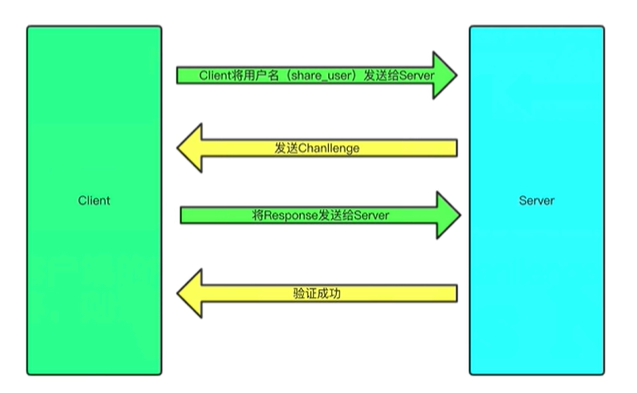 Client将用户名（share_user）发送给Server
发送Chanllenge
Client
Server
将Response发送给Server
验证成功